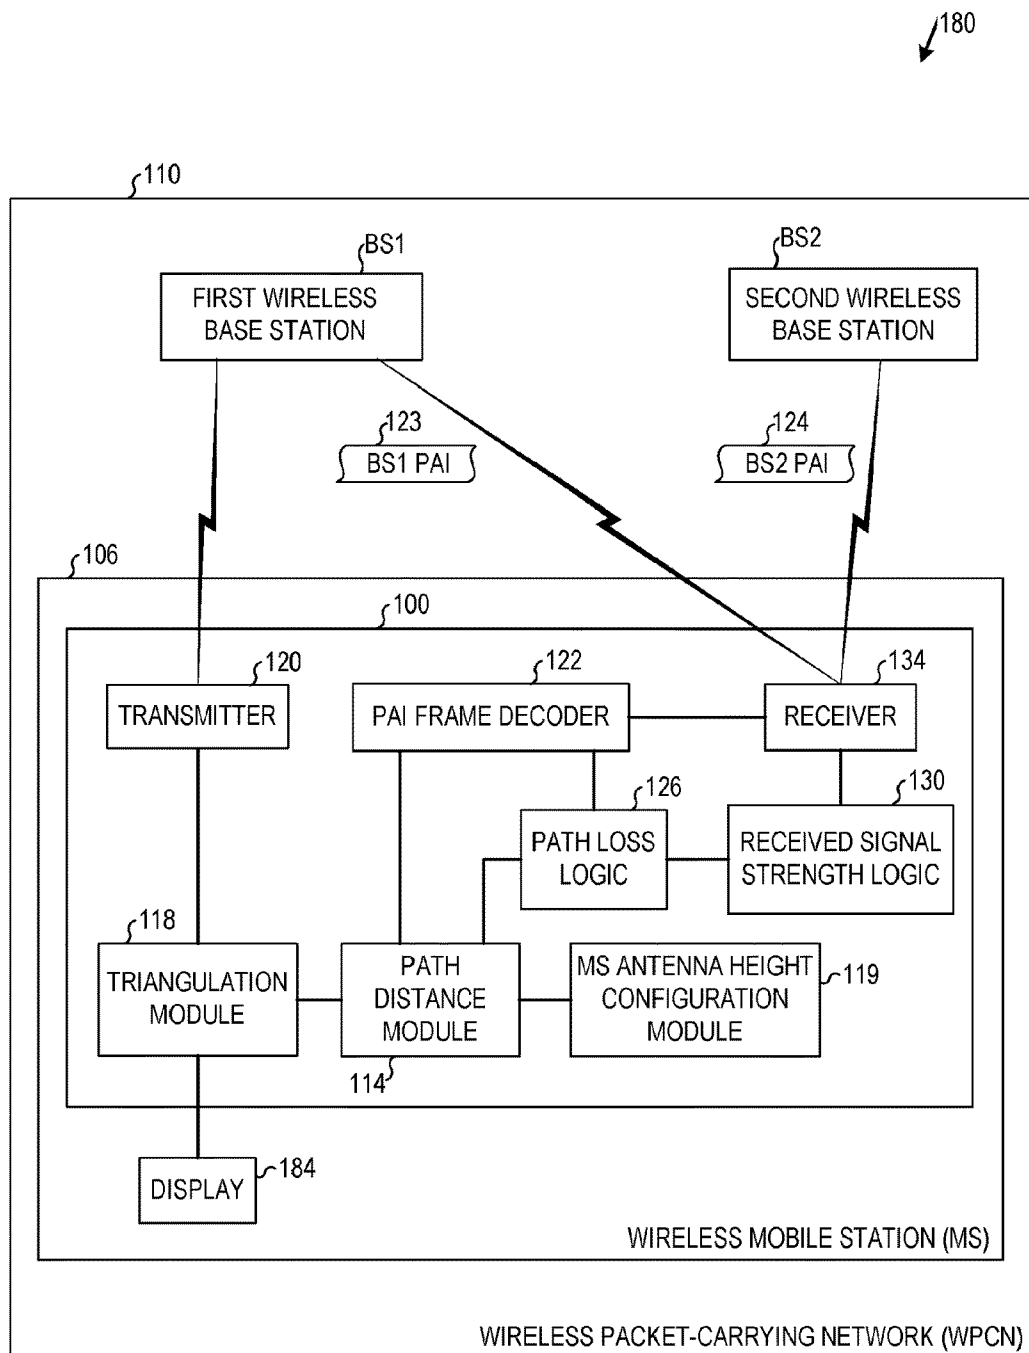 180
110
BS1
BS2
FIRST WIRELESS
BASE STATION
SECOND WIRELESS
BASE STATION
123
BS1 PAI
124
BS2 PAI
106
100
120
TRANSMITTER
122
PAI FRAME DECODER
134
RECEIVER
126
PATH LOSS
LOGIC
130
RECEIVED SIGNAL
STRENGTH LOGIC
118
TRIANGULATION
MODULE
PATH
DISTANCE
MODULE
114
MS ANTENNA HEIGHT
CONFIGURATION
MODULE
119
DISPLAY
184
WIRELESS MOBILE STATION (MS)
WIRELESS PACKET-CARRYING NETWORK (WPCN)